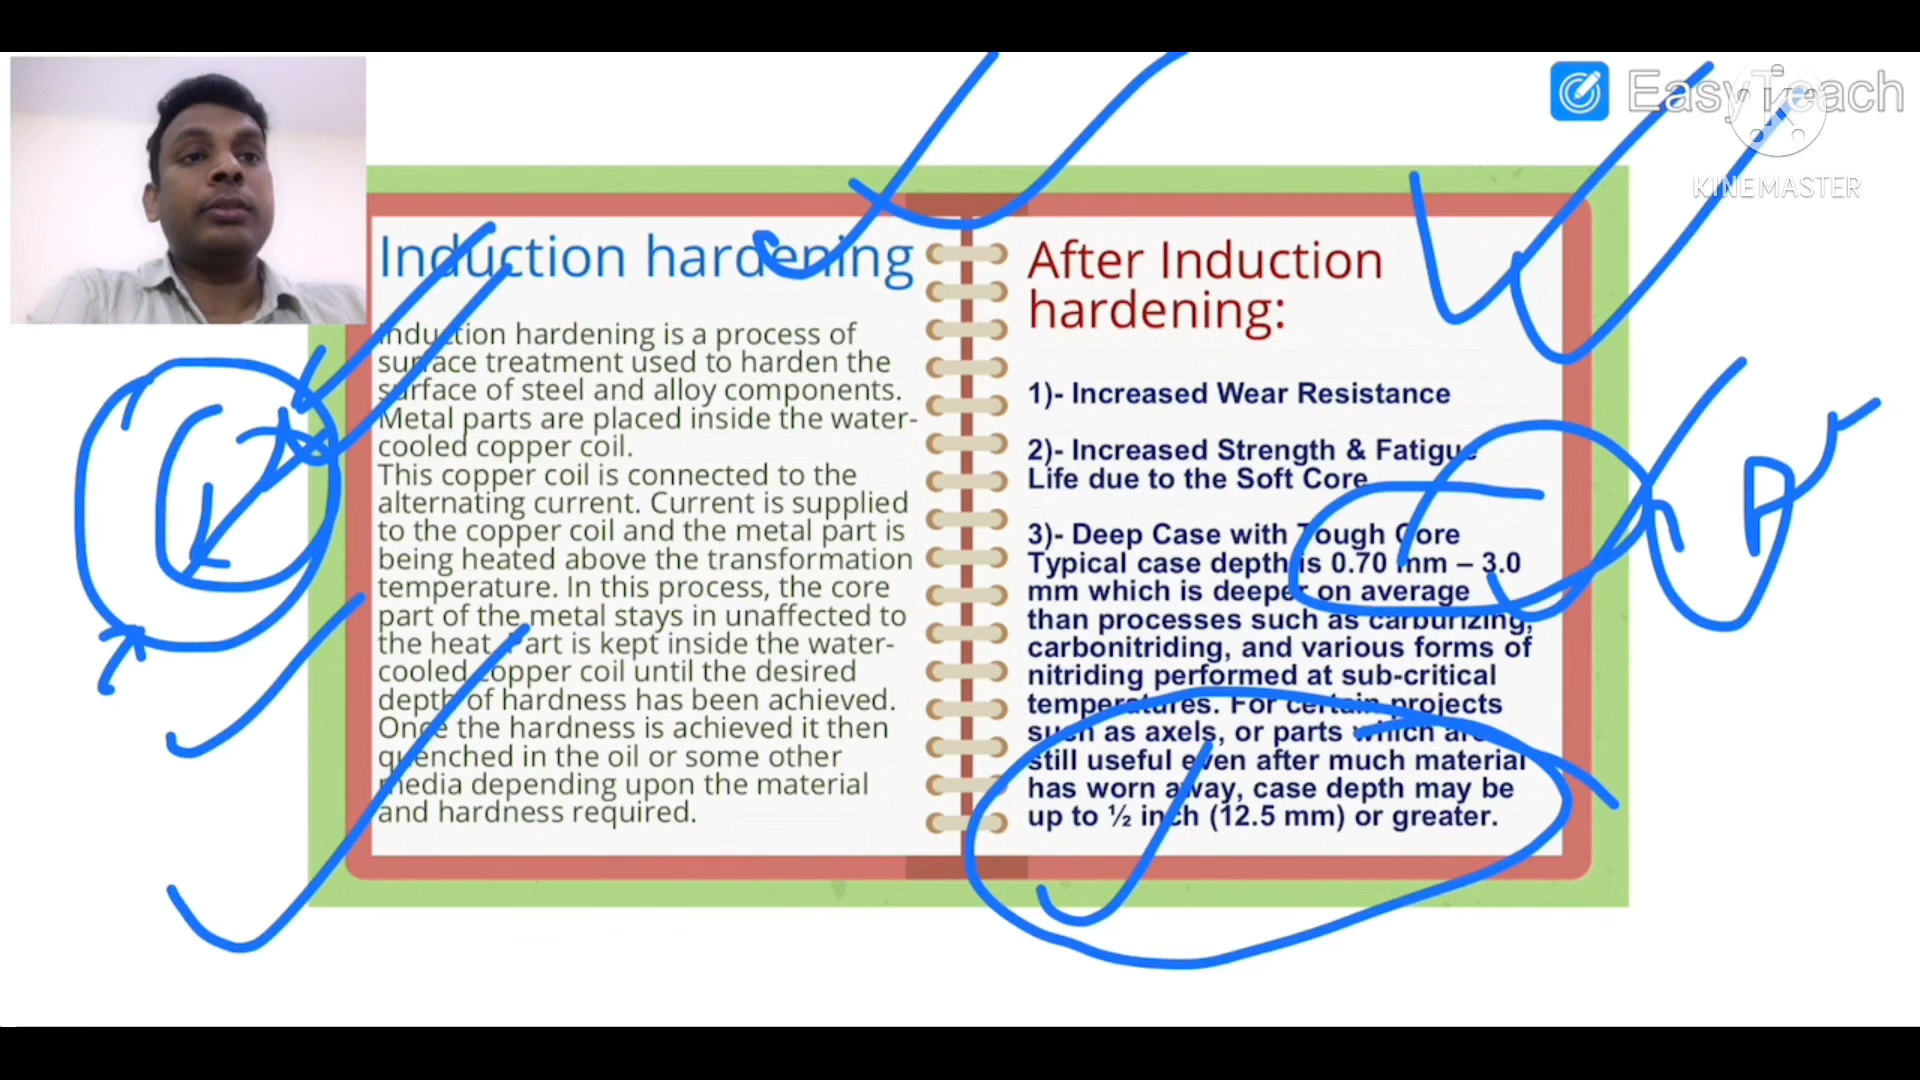 EasyTeach
KINEMASTER
Induction hardening
Induction hardening is a process of
surface treatment used to harden the
surface of steel and alloy components.
Metal parts are placed inside the water-
cooled copper coil.
This copper coil is connected to the
alternating current. Current is supplied
to the copper coil and the metal part is
being heated above the transformation
temperature. In this process, the core
part of the metal stays in unaffected to
the heat. Part is kept inside the water-
cooled copper coil until the desired
depth of hardness has been achieved.
Once the hardness is achieved it then
quenched in the oil or some other
media depending upon the material
and hardness required.
After Induction
hardening:
1)- Increased Wear Resistance
2)- Increased Strength & Fatigue
Life due to the Soft Core
3)- Deep Case with Tough Core
Typical case depth is 0.70 mm – 3.0
mm which is deeper on average
than processes such as carburizing,
carbonitriding, and various forms of
nitriding performed at sub-critical
temperatures. For certain projects
such as axels, or parts which are
still useful even after much material
has worn away, case depth may be
up to ½ inch (12.5 mm) or greater.